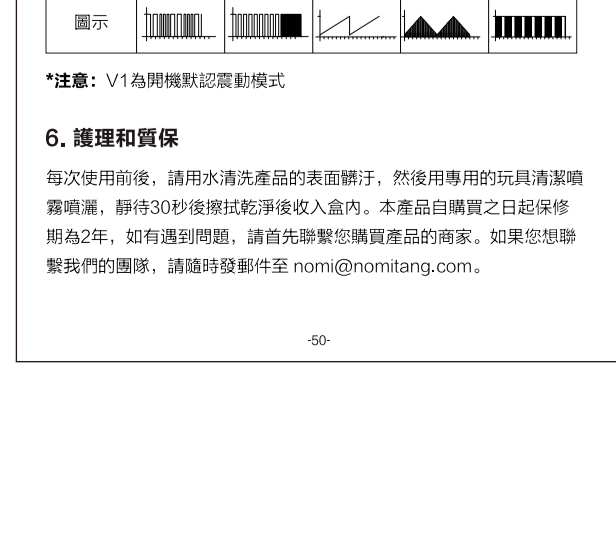 圖示
*注意：V1為開機默認震動模式
6. 護理和質保
每次使用前後，請用水清洗產品的表面髒汙，然後用專用的玩具清潔噴
霧噴灑，靜待30秒後擦拭乾淨後收入盒內。本產品自購買之日起保修
期為2年，如有遇到問題，請首先聯繫您購買產品的商家。如果您想聯
繫我們的團隊，請隨時發郵件至 nomi@nomitang.com。
-50-